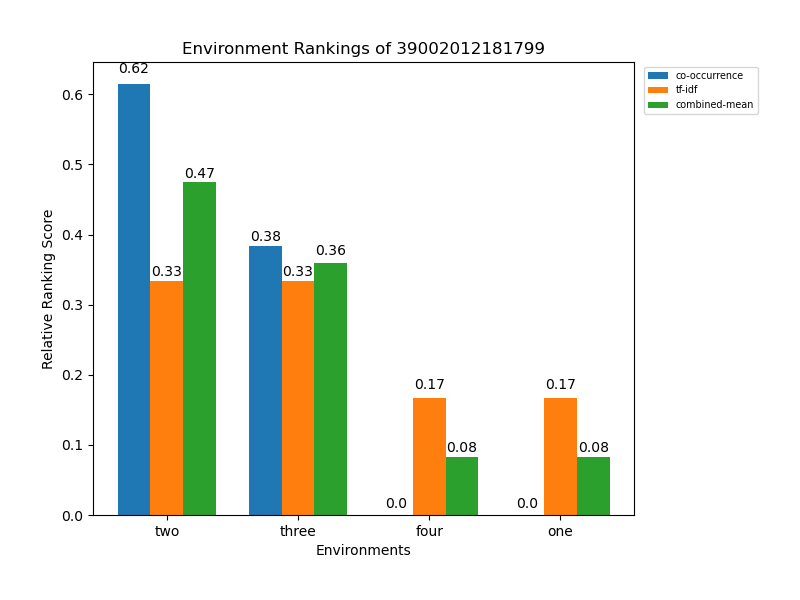 Environment Rankings of 39002012181799
co-occurrence
tf-idf
combined-mean
Relative Ranking Score
0.6
0.5
0.4
0.3
0.2
0.1
0.0
0.62
0.33
0.47
0.38
0.33
0.36
0.0
0.17
0.08
0.0
0.17
0.08
two three four one
Environments